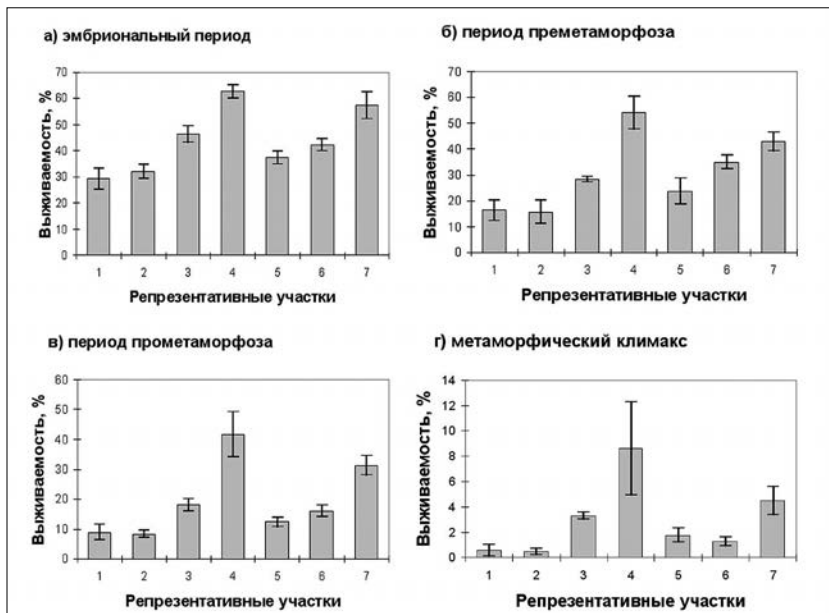 а) эмбриональный период
Выживаемость, %
70
60
50
40
30
20
10
0
1 2 3 4 5 6 7
Репрезентативные участки
б) период преметаморфоза
Выживаемость, %
70
60
50
40
30
20
10
0
1 2 3 4 5 6 7
Репрезентативные участки
в) период прометаморфоза
Выживаемость, %
60
50
40
30
20
10
0
1 2 3 4 5 6 7
Репрезентативные участки
г) метаморфический климакс
Выживаемость, %
14
12
10
8
6
4
2
0
1 2 3 4 5 6 7
Репрезентативные участки